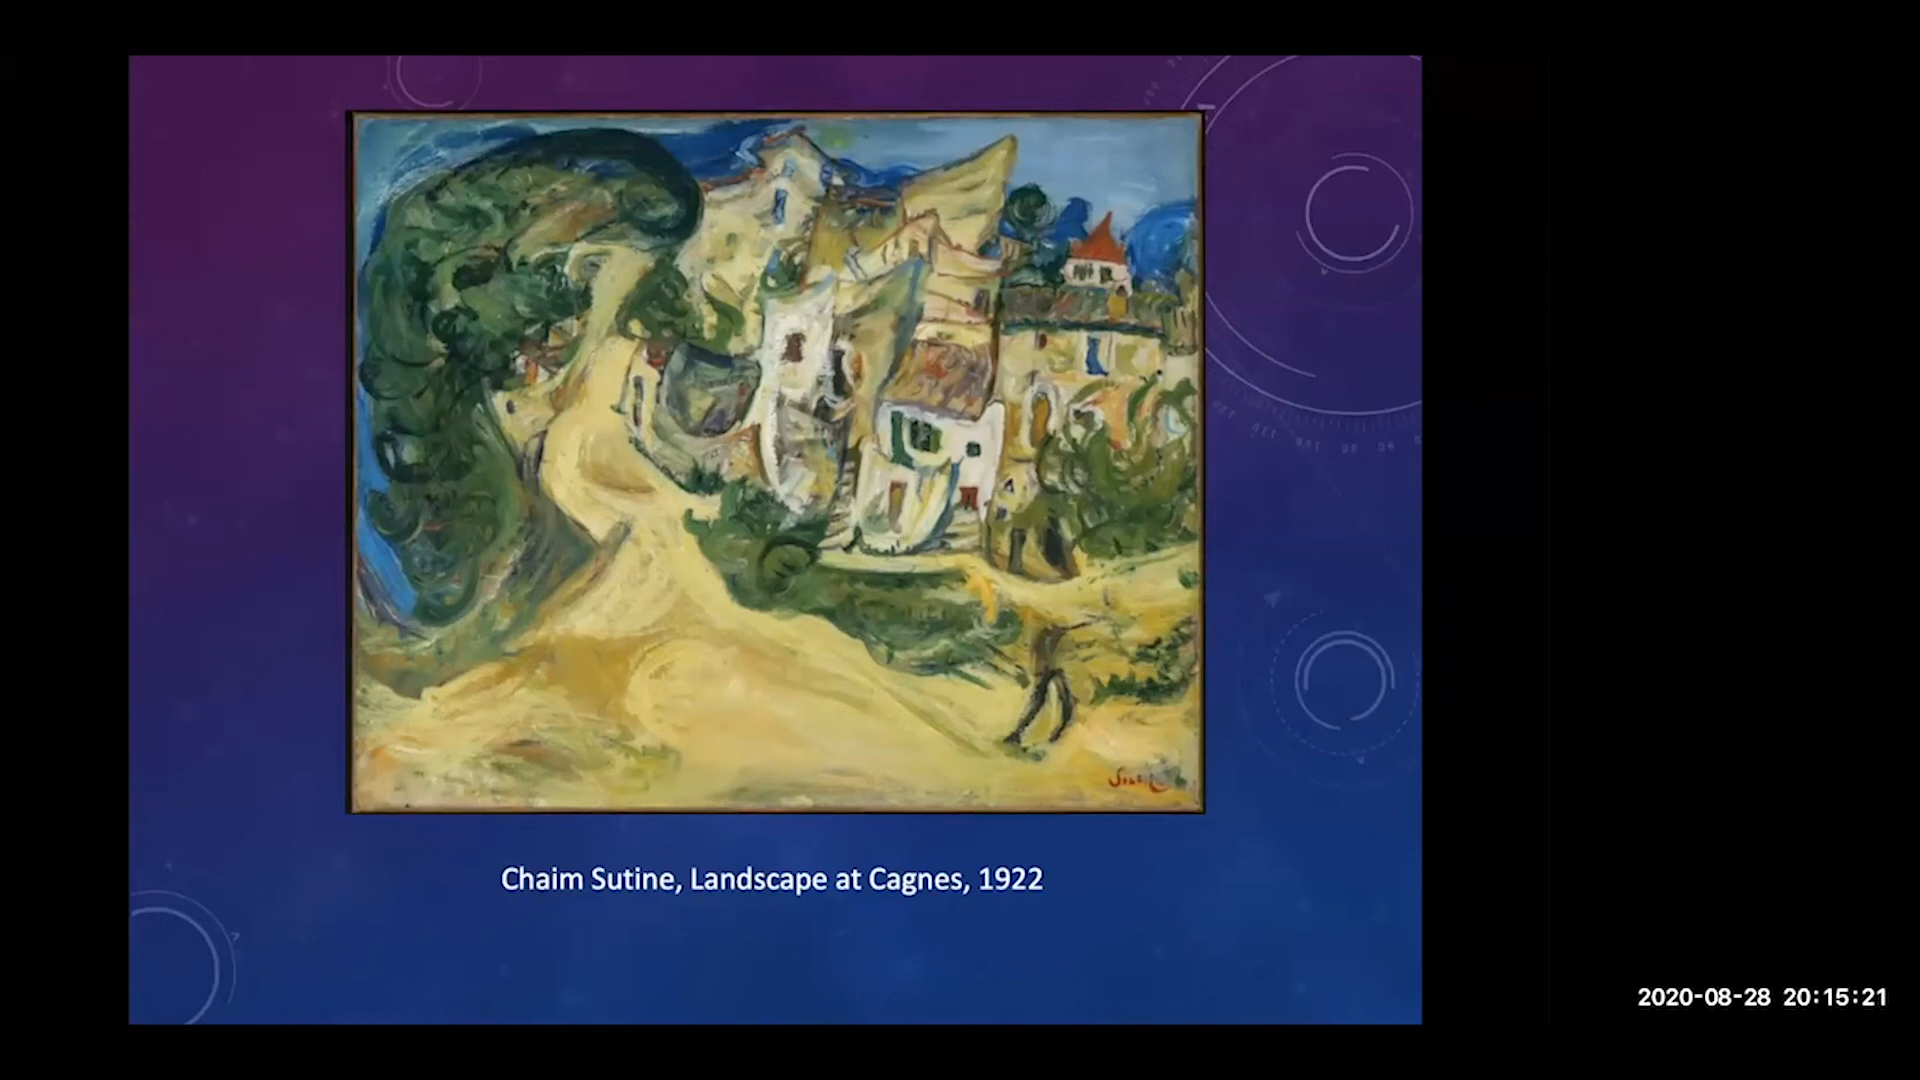 Chaim Sutine, Landscape at Cagnes, 1922
2020-08-28 20:15:21